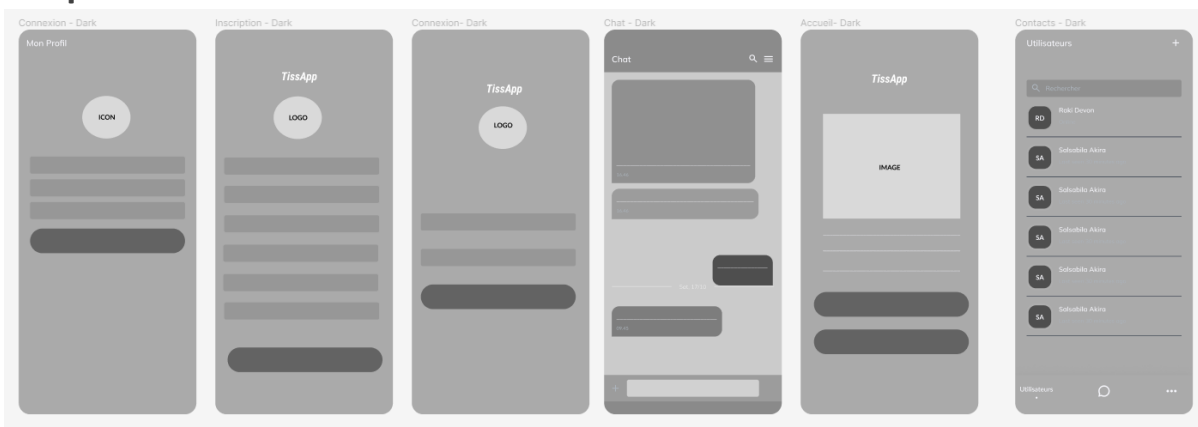 Connexion - Dark
Mon Profil
ICON
Inscription - Dark
TissApp
LOGO
Connexion- Dark
TissApp
LOGO
Chat - Dark
Chat
Accueil- Dark
TissApp
IMAGE
Contacts - Dark
Utilisateurs
+
Rechercher
RD
Raki Devon
SA
Salsabila Akira
SA
Salsabila Akira
SA
Salsabila Akira
SA
Salsabila Akira
SA
Salsabila Akira
Utilisateurs